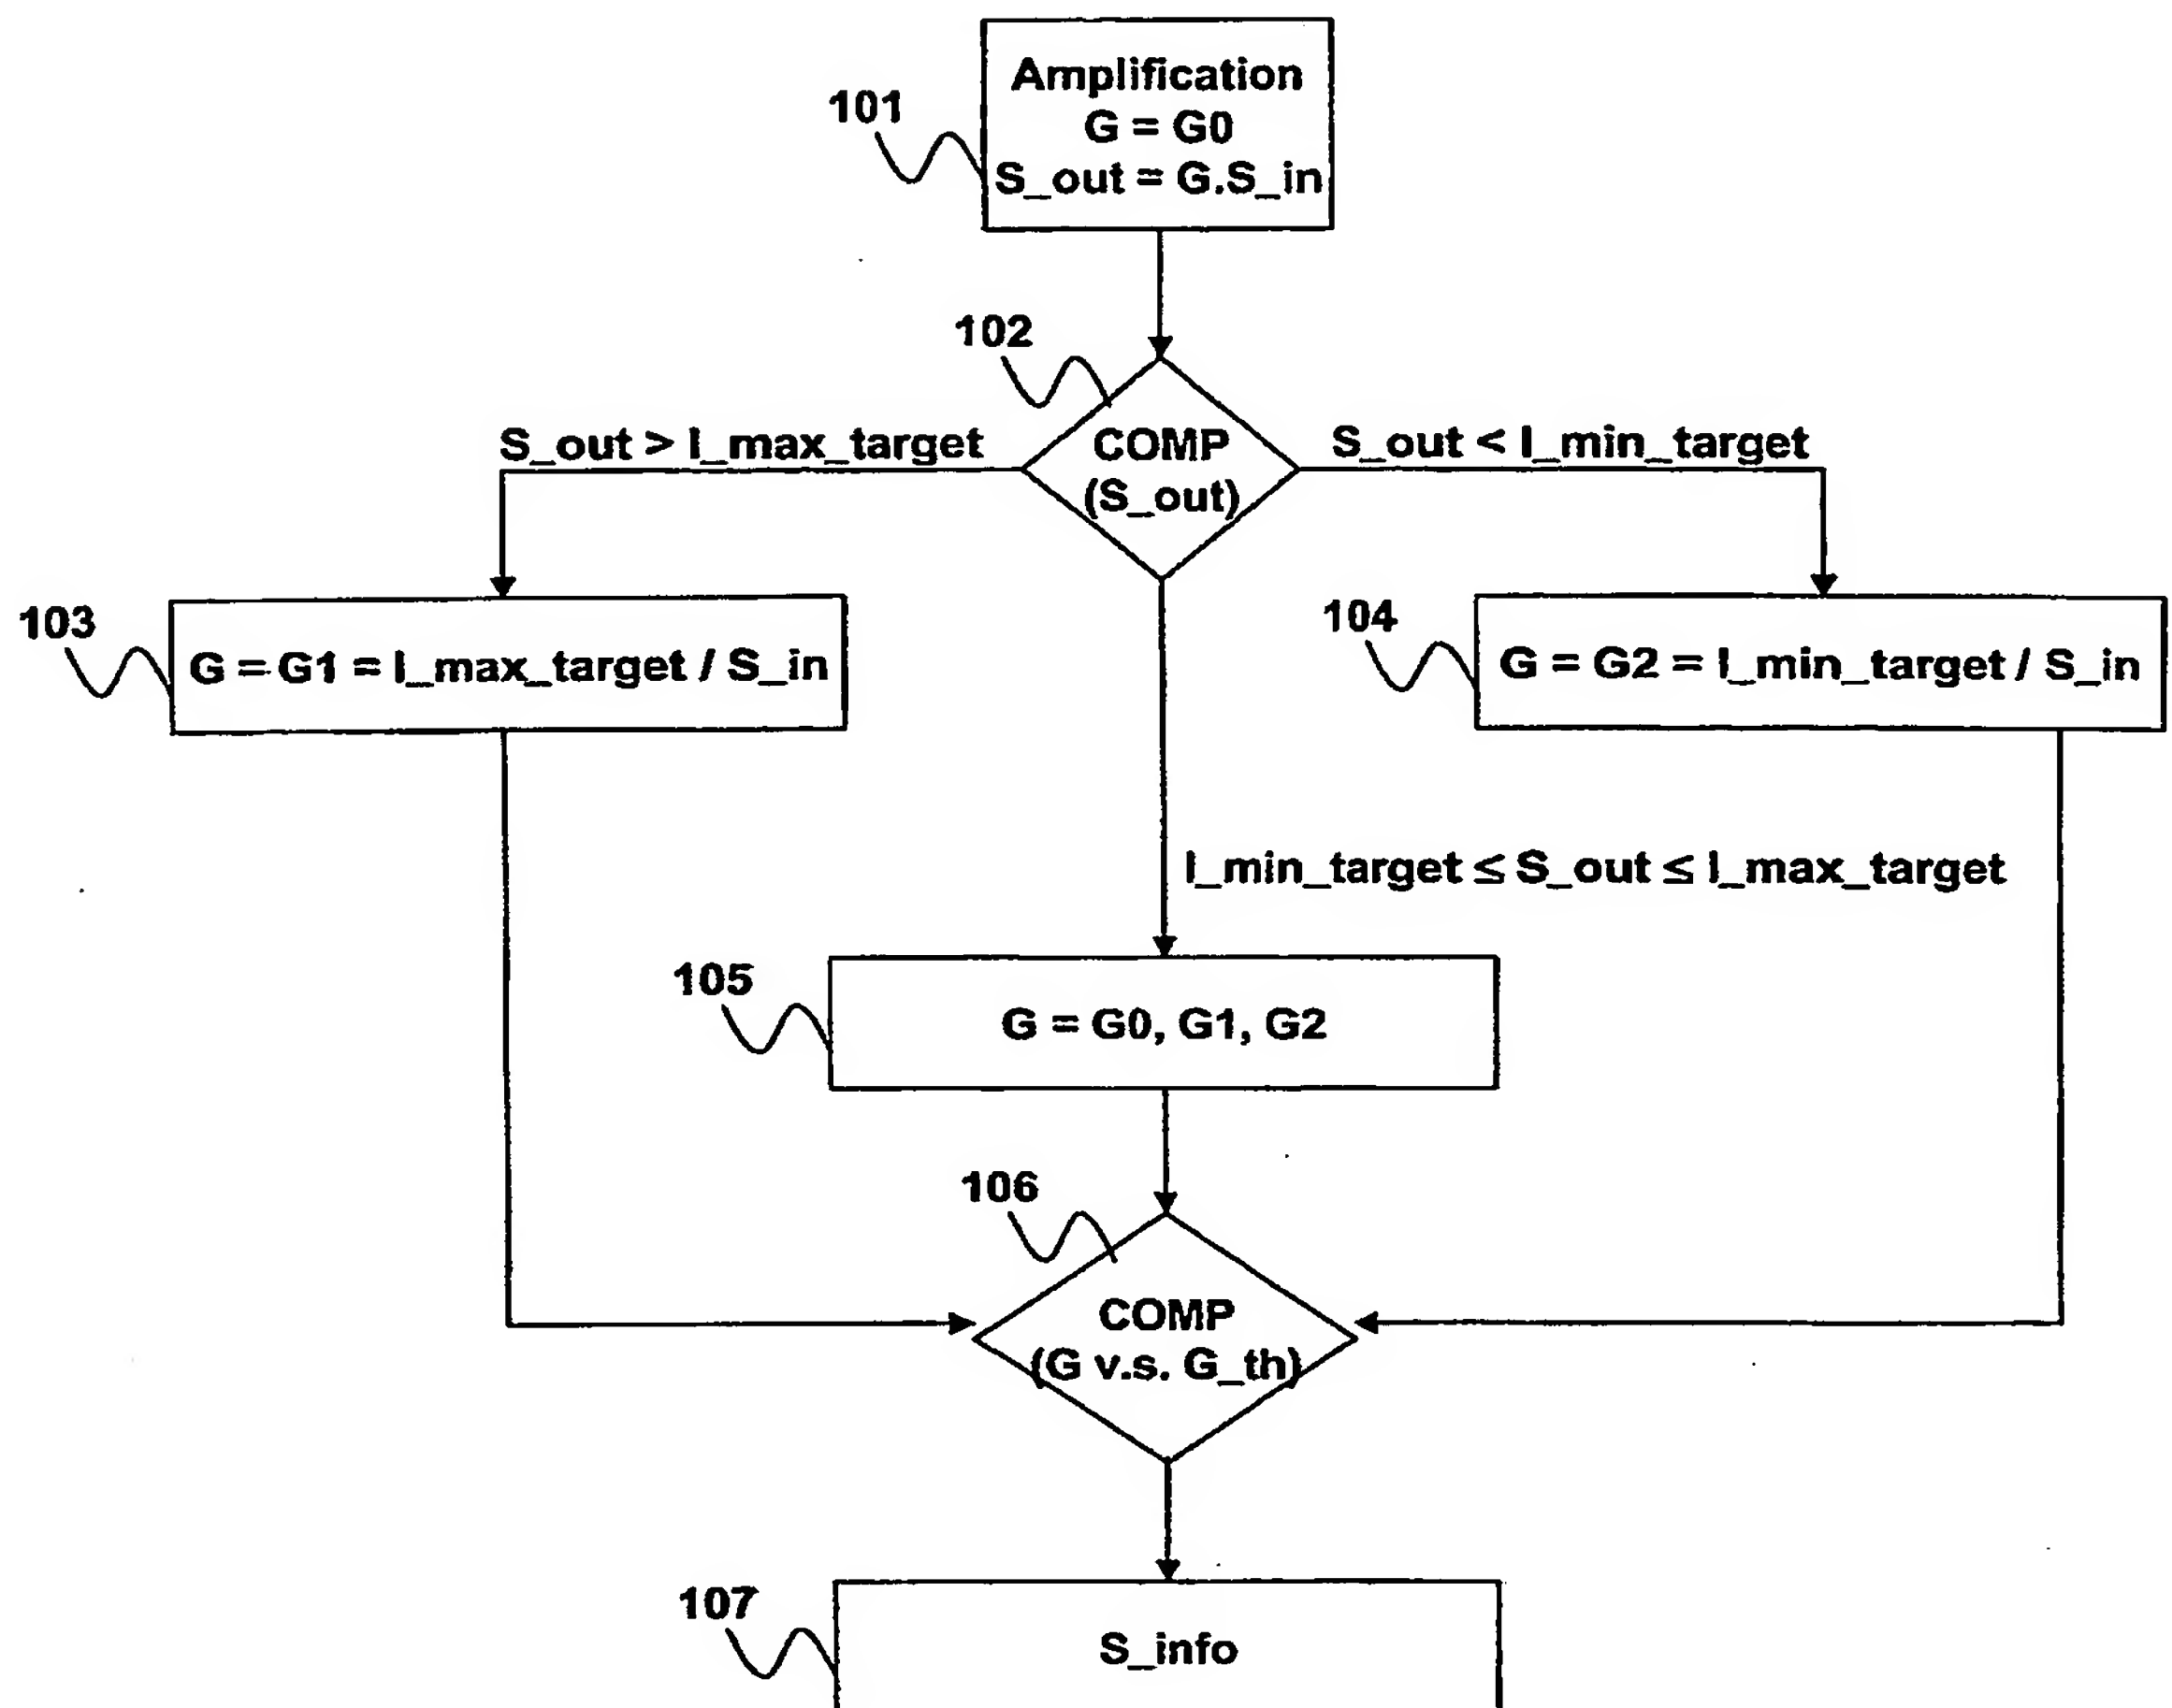 Amplification
G = G0
S_out = G.S_in
101
102
S_out > I_max_target
COMP
(S_out)
S_out < I_min_target
103
G = G1 = I_max_target / S_in
104
G = G2 = I_min_target / S_in
I_min_target ≤ S_out ≤ I_max_target
105
G = G0, G1, G2
106
COMP
(G v.s. G_th)
107
S_info